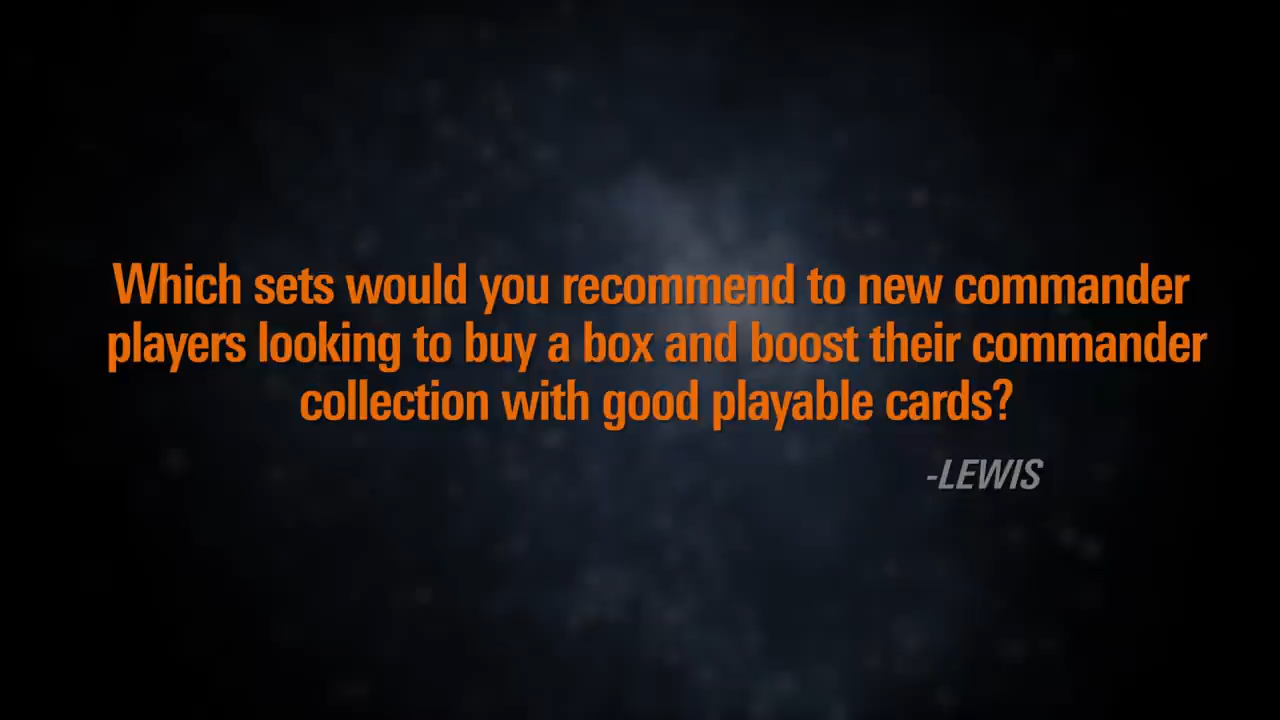 Which sets would you recommend to new commander
players looking to buy a box and boost their commander
collection with good playable cards?
-LEWIS